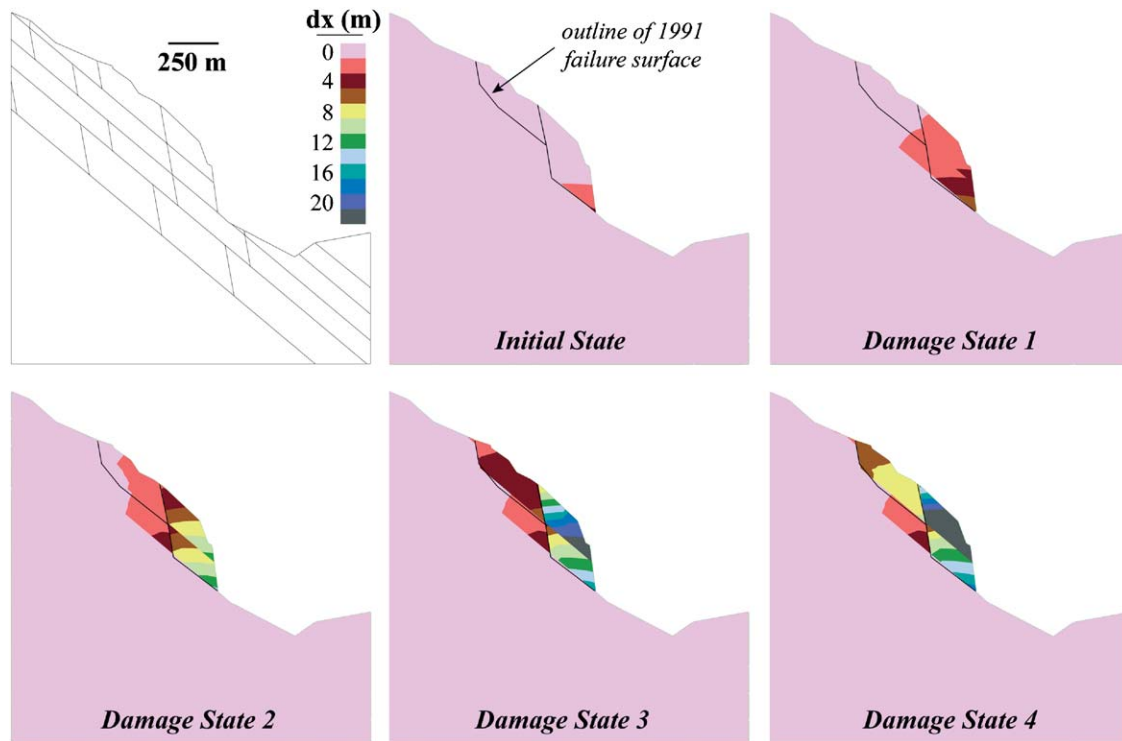 dx (m)
250 m
0
4
8
12
16
20
outline of 1991
failure surface
Initial State
Damage State 1
Damage State 2
Damage State 3
Damage State 4